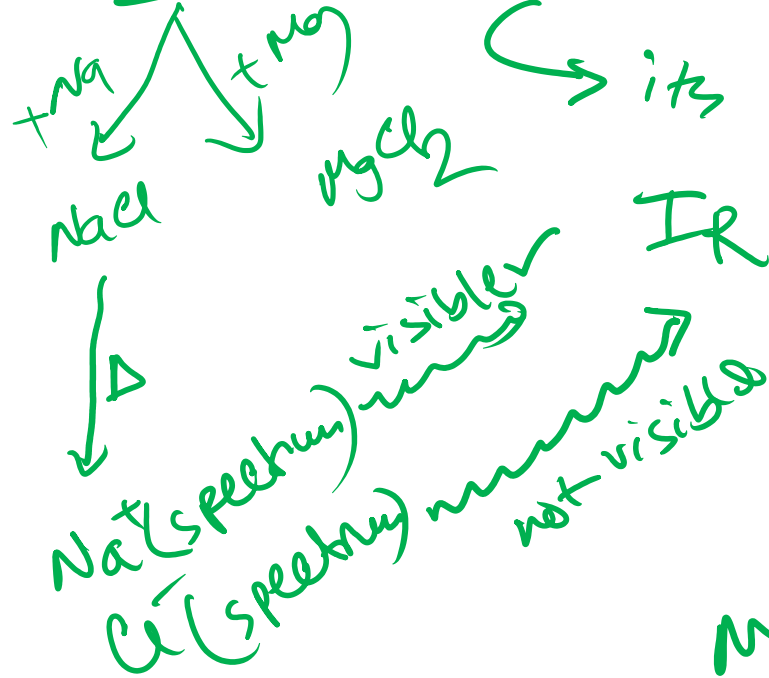 +Na
+Mg
its
NaCl
MgCl2
IR
visible
Δ
Na+ (spectrum)
not visible
Cl- (spectrum)